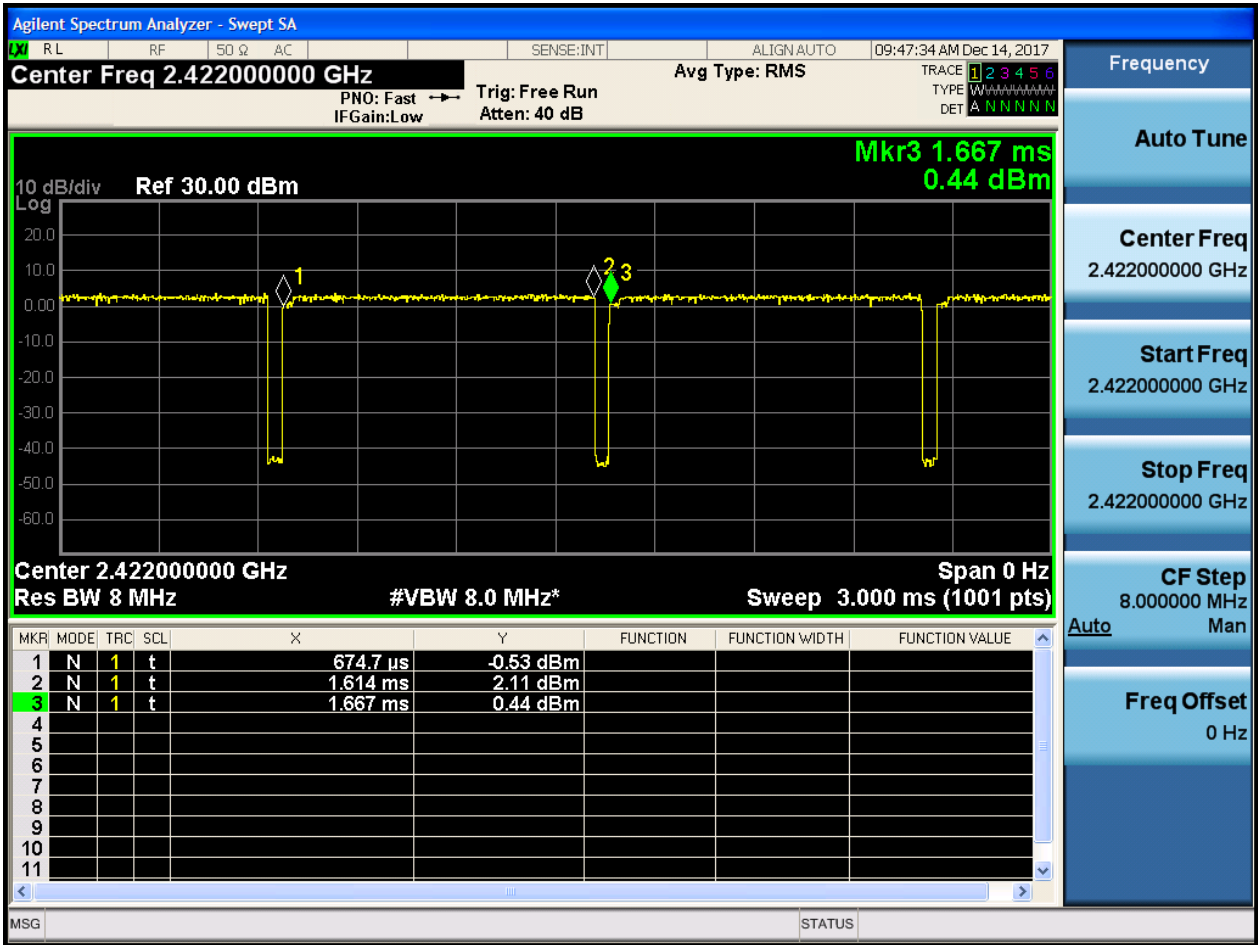 Agilent Spectrum Analyzer - Swept SA
LXI RL RF 50 Ω AC SENSE:INT ALIGN AUTO 09:47:34 AM Dec 14, 2017
Center Freq 2.422000000 GHz
PNO: Fast
IFGain:Low
Trig: Free Run
Atten: 40 dB
Avg Type: RMS
TRACE 1 2 3 4 5 6
TYPE W
DET A N N N N N
Mkr3 1.667 ms
0.44 dBm
10 dB/div Ref 30.00 dBm
Log
20.0
10.0
0.00
-10.0
-20.0
-30.0
-40.0
-50.0
-60.0
1
2
3
Center 2.422000000 GHz Span 0 Hz
Res BW 8 MHz #VBW 8.0 MHz* Sweep 3.000 ms (1001 pts)
MKR MODE TRC SCL X Y FUNCTION FUNCTION WIDTH FUNCTION VALUE
1 N 1 t 674.7 µs -0.53 dBm
2 N 1 t 1.614 ms 2.11 dBm
3 N 1 t 1.667 ms 0.44 dBm
4
5
6
7
8
9
10
11
MSG STATUS
Frequency
Auto Tune
Center Freq
2.422000000 GHz
Start Freq
2.422000000 GHz
Stop Freq
2.422000000 GHz
CF Step
8.000000 MHz
Auto Man
Freq Offset
0 Hz